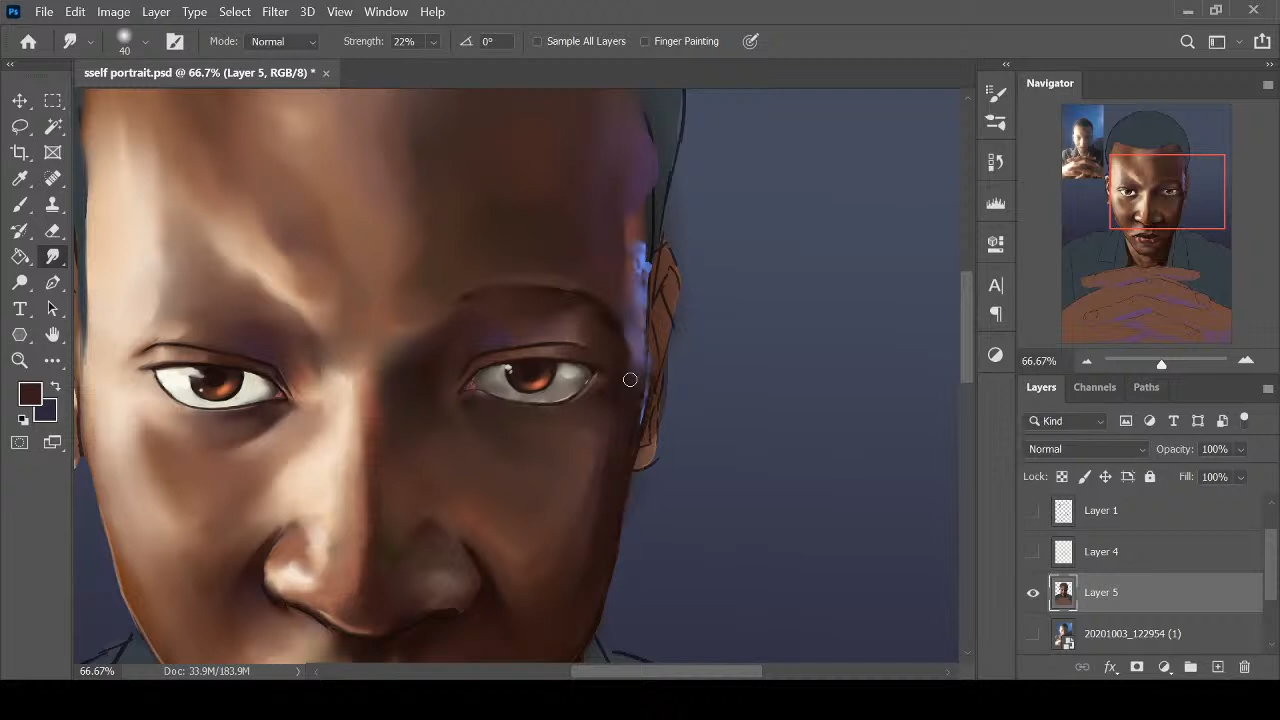 Ps File Edit Image Layer Type Select Filter 3D View Window Help
40 Mode: Normal Strength: 22% 0° Sample All Layers Finger Painting
sself portrait.psd @ 66.7% (Layer 5, RGB/8) * ×
Navigator
66.67%
Layers Channels Paths
Kind
Normal Opacity: 100%
Lock: Fill: 100%
Layer 1
Layer 4
Layer 5
20201003_122954 (1)
fx
66.67% Doc: 33.9M/183.9M